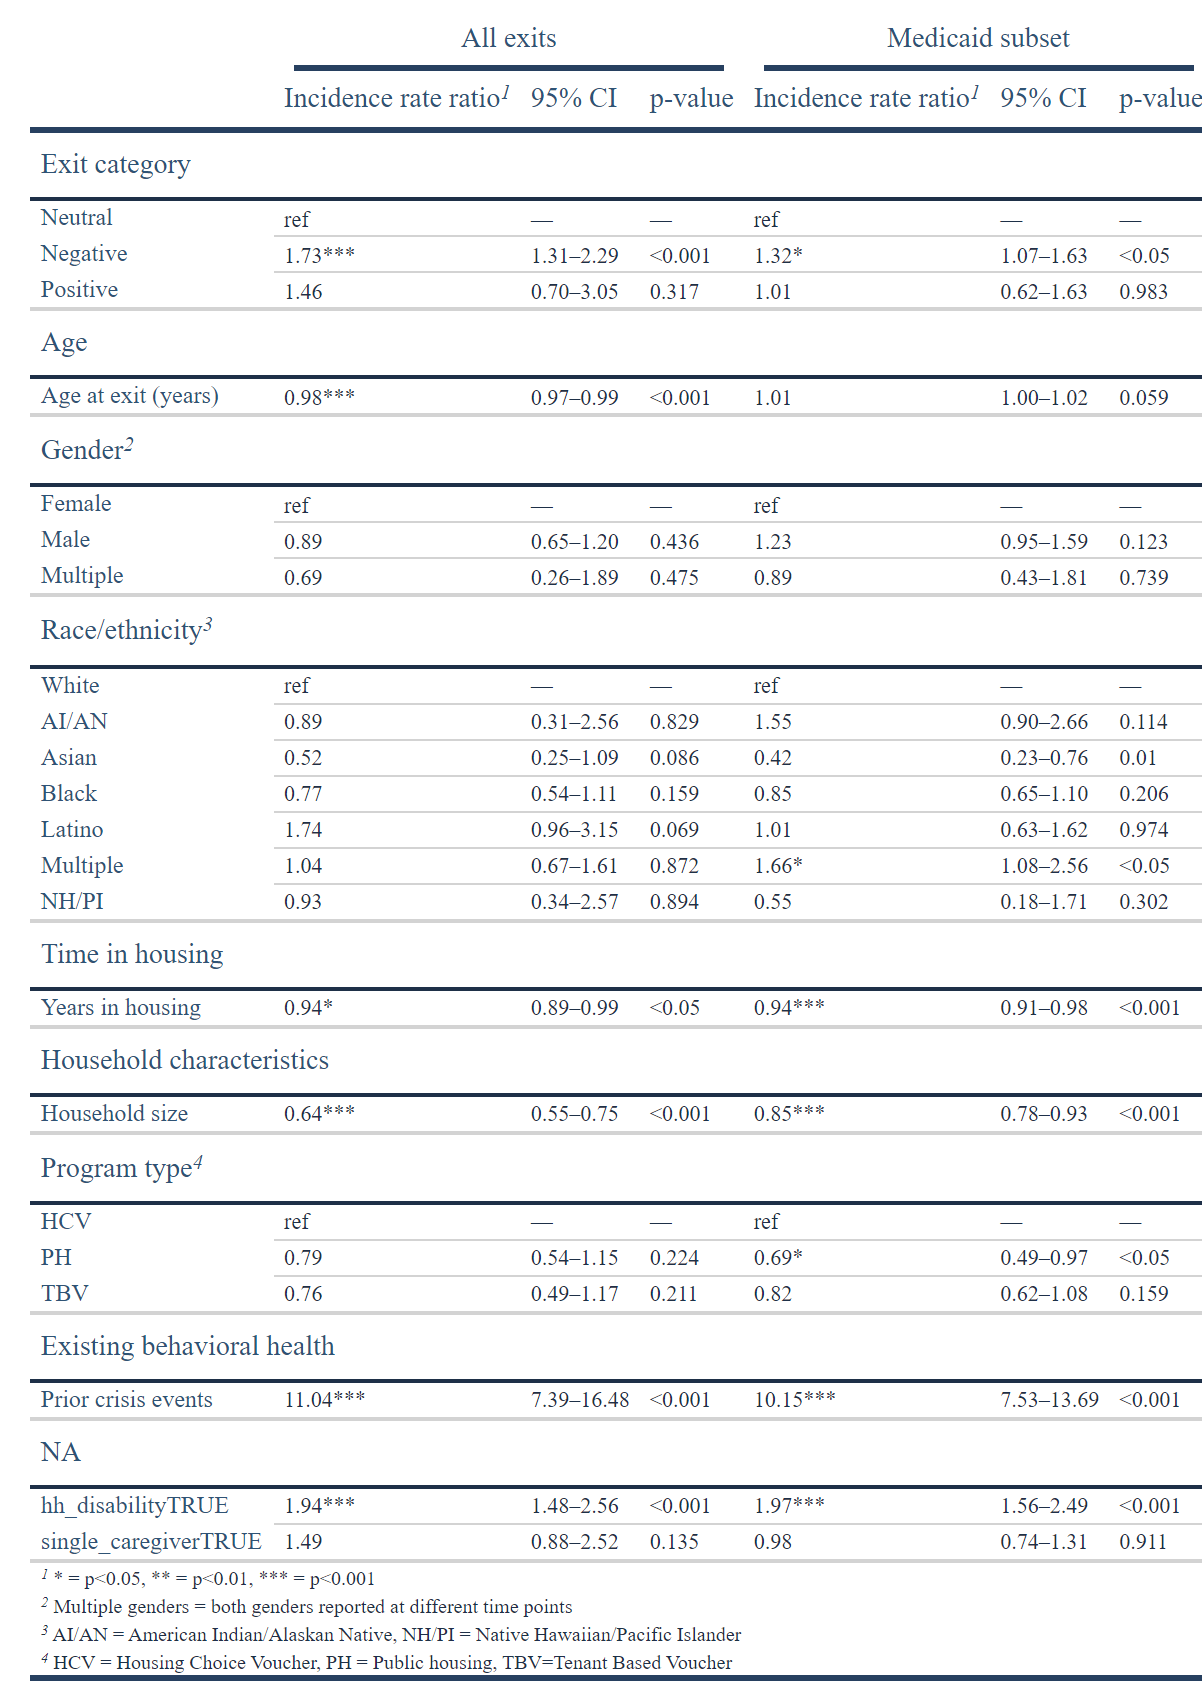 All exits Medicaid subset
Incidence rate ratio1 95% CI p-value Incidence rate ratio1 95% CI p-value
Exit category
Neutral ref — — ref — —
Negative 1.73*** 1.31–2.29 <0.001 1.32* 1.07–1.63 <0.05
Positive 1.46 0.70–3.05 0.317 1.01 0.62–1.63 0.983
Age
Age at exit (years) 0.98*** 0.97–0.99 <0.001 1.01 1.00–1.02 0.059
Gender2
Female ref — — ref — —
Male 0.89 0.65–1.20 0.436 1.23 0.95–1.59 0.123
Multiple 0.69 0.26–1.89 0.475 0.89 0.43–1.81 0.739
Race/ethnicity3
White ref — — ref — —
AI/AN 0.89 0.31–2.56 0.829 1.55 0.90–2.66 0.114
Asian 0.52 0.25–1.09 0.086 0.42 0.23–0.76 0.01
Black 0.77 0.54–1.11 0.159 0.85 0.65–1.10 0.206
Latino 1.74 0.96–3.15 0.069 1.01 0.63–1.62 0.974
Multiple 1.04 0.67–1.61 0.872 1.66* 1.08–2.56 <0.05
NH/PI 0.93 0.34–2.57 0.894 0.55 0.18–1.71 0.302
Time in housing
Years in housing 0.94* 0.89–0.99 <0.05 0.94*** 0.91–0.98 <0.001
Household characteristics
Household size 0.64*** 0.55–0.75 <0.001 0.85*** 0.78–0.93 <0.001
Program type4
HCV ref — — ref — —
PH 0.79 0.54–1.15 0.224 0.69* 0.49–0.97 <0.05
TBV 0.76 0.49–1.17 0.211 0.82 0.62–1.08 0.159
Existing behavioral health
Prior crisis events 11.04*** 7.39–16.48 <0.001 10.15*** 7.53–13.69 <0.001
NA
hh_disabilityTRUE 1.94*** 1.48–2.56 <0.001 1.97*** 1.56–2.49 <0.001
single_caregiverTRUE 1.49 0.88–2.52 0.135 0.98 0.74–1.31 0.911
1 * = p<0.05, ** = p<0.01, *** = p<0.001
2 Multiple genders = both genders reported at different time points
3 AI/AN = American Indian/Alaskan Native, NH/PI = Native Hawaiian/Pacific Islander
4 HCV = Housing Choice Voucher, PH = Public housing, TBV=Tenant Based Voucher